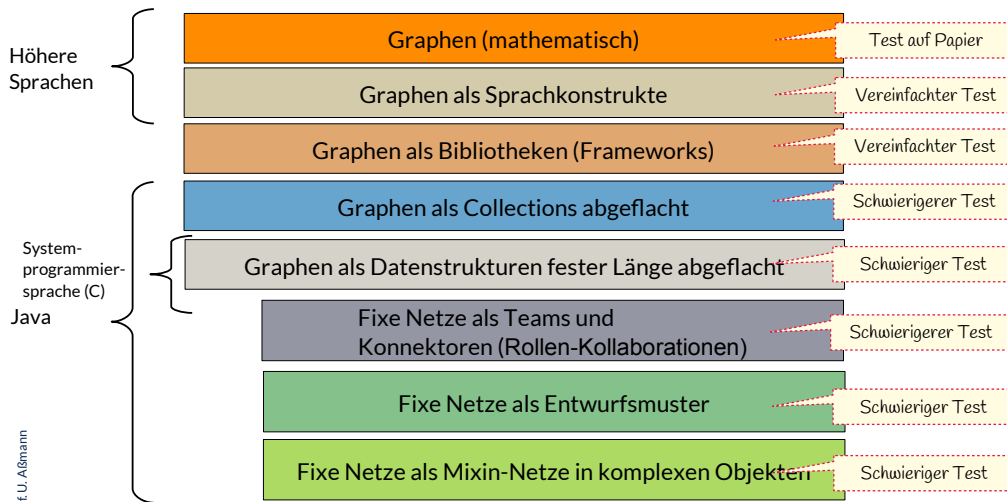 Höhere
Sprachen
Graphen (mathematisch)
Test auf Papier
Graphen als Sprachkonstrukte
Vereinfachter Test
Graphen als Bibliotheken (Frameworks)
Vereinfachter Test
Graphen als Collections abgeflacht
Schwierigerer Test
System-
programmier-
sprache (C)
Graphen als Datenstrukturen fester Länge abgeflacht
Schwieriger Test
Java
Fixe Netze als Teams und
Konnektoren (Rollen-Kollaborationen)
Schwierigerer Test
Fixe Netze als Entwurfsmuster
Schwieriger Test
Fixe Netze als Mixin-Netze in komplexen Objekten
Schwieriger Test
f. U. Aßmann